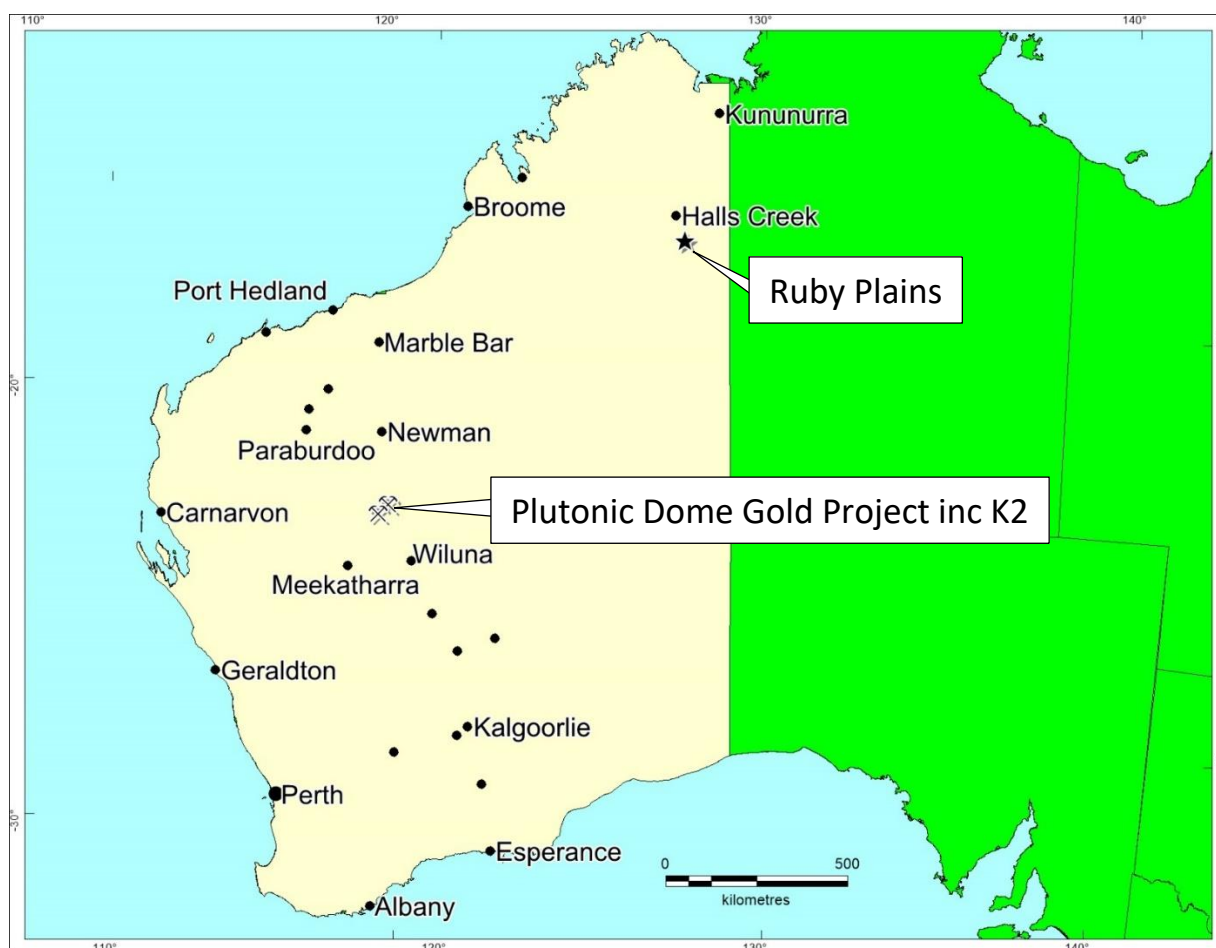 110°
120°
130°
140°
Kununurra
Broome
Halls Creek
Ruby Plains
Port Hedland
Marble Bar
-20°
Newman
Paraburdoo
Plutonic Dome Gold Project inc K2
Carnarvon
Wiluna
Meekatharra
Geraldton
Kalgoorlie
Perth
-30°
Esperance
0 500
kilometres
Albany
110°
120°
130°
140°